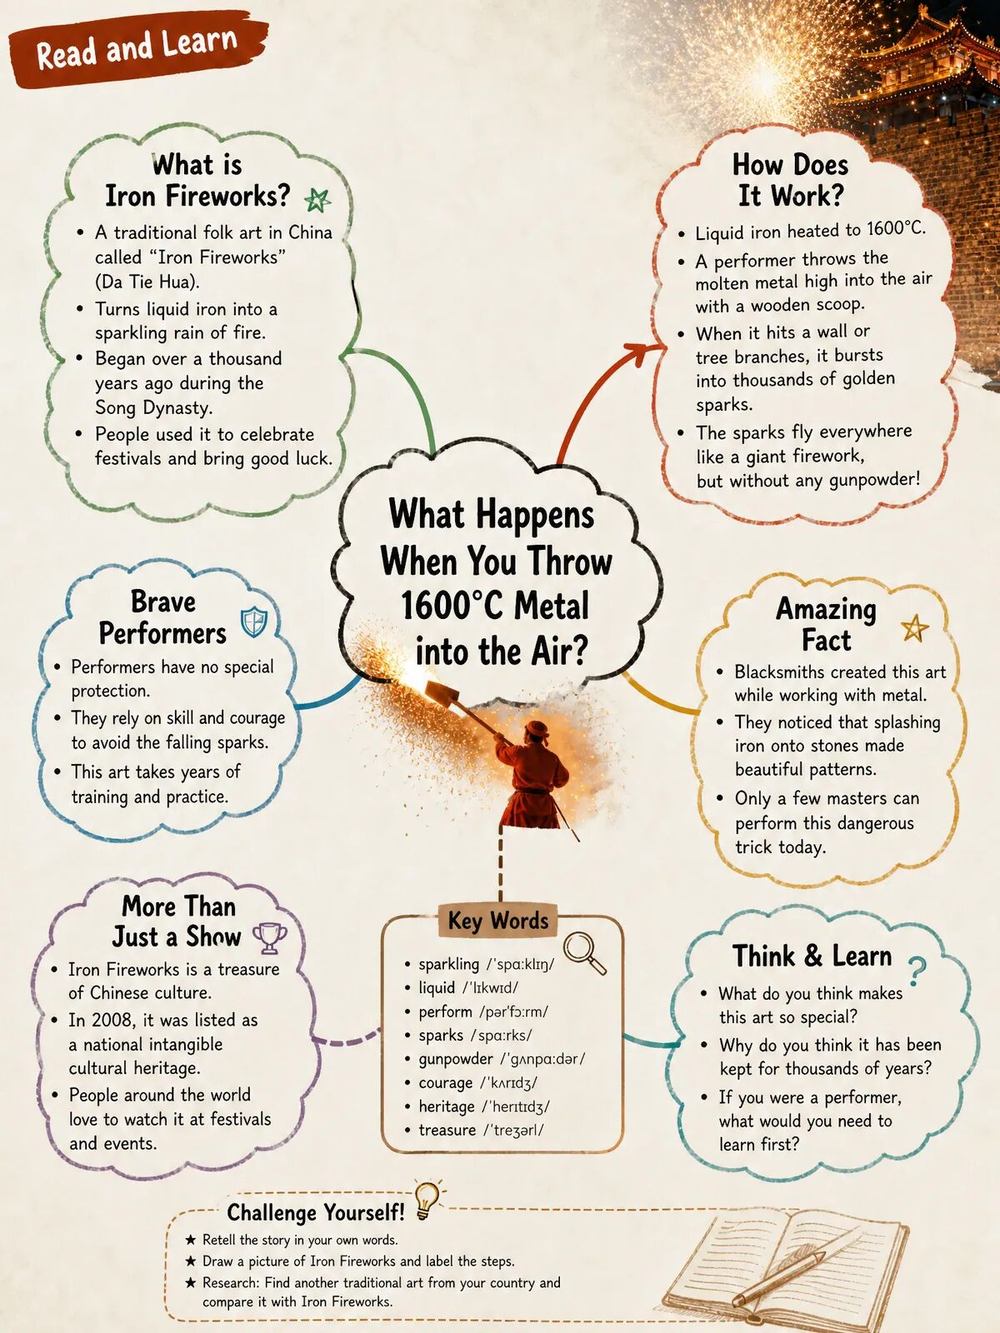 Read and Learn
What is
Iron Fireworks?
• A traditional folk art in China
called “Iron Fireworks”
(Da Tie Hua).
• Turns liquid iron into a
sparkling rain of fire.
• Began over a thousand
years ago during the
Song Dynasty.
• People used it to celebrate
festivals and bring good luck.
How Does
It Work?
• Liquid iron heated to 1600°C.
• A performer throws the
molten metal high into the air
with a wooden scoop.
• When it hits a wall or
tree branches, it bursts
into thousands of golden
sparks.
• The sparks fly everywhere
like a giant firework,
but without any gunpowder!
What Happens
When You Throw
1600°C Metal
into the Air?
Brave
Performers
• Performers have no special
protection.
• They rely on skill and courage
to avoid the falling sparks.
• This art takes years of
training and practice.
Amazing
Fact
• Blacksmiths created this art
while working with metal.
• They noticed that splashing
iron onto stones made
beautiful patterns.
• Only a few masters can
perform this dangerous
trick today.
More Than
Just a Show
• Iron Fireworks is a treasure
of Chinese culture.
• In 2008, it was listed as
a national intangible
cultural heritage.
• People around the world
love to watch it at festivals
and events.
Key Words
• sparkling /ˈspɑːklɪŋ/
• liquid /ˈlɪkwɪd/
• perform /pərˈfɔːrm/
• sparks /spɑːrks/
• gunpowder /ˈɡʌnpaːdər/
• courage /ˈkʌrɪdʒ/
• heritage /ˈherɪtɪdʒ/
• treasure /ˈtreʒərl/
Think & Learn
• What do you think makes
this art so special?
• Why do you think it has been
kept for thousands of years?
• If you were a performer,
what would you need to
learn first?
Challenge Yourself!
★ Retell the story in your own words.
★ Draw a picture of Iron Fireworks and label the steps.
★ Research: Find another traditional art from your country and
compare it with Iron Fireworks.